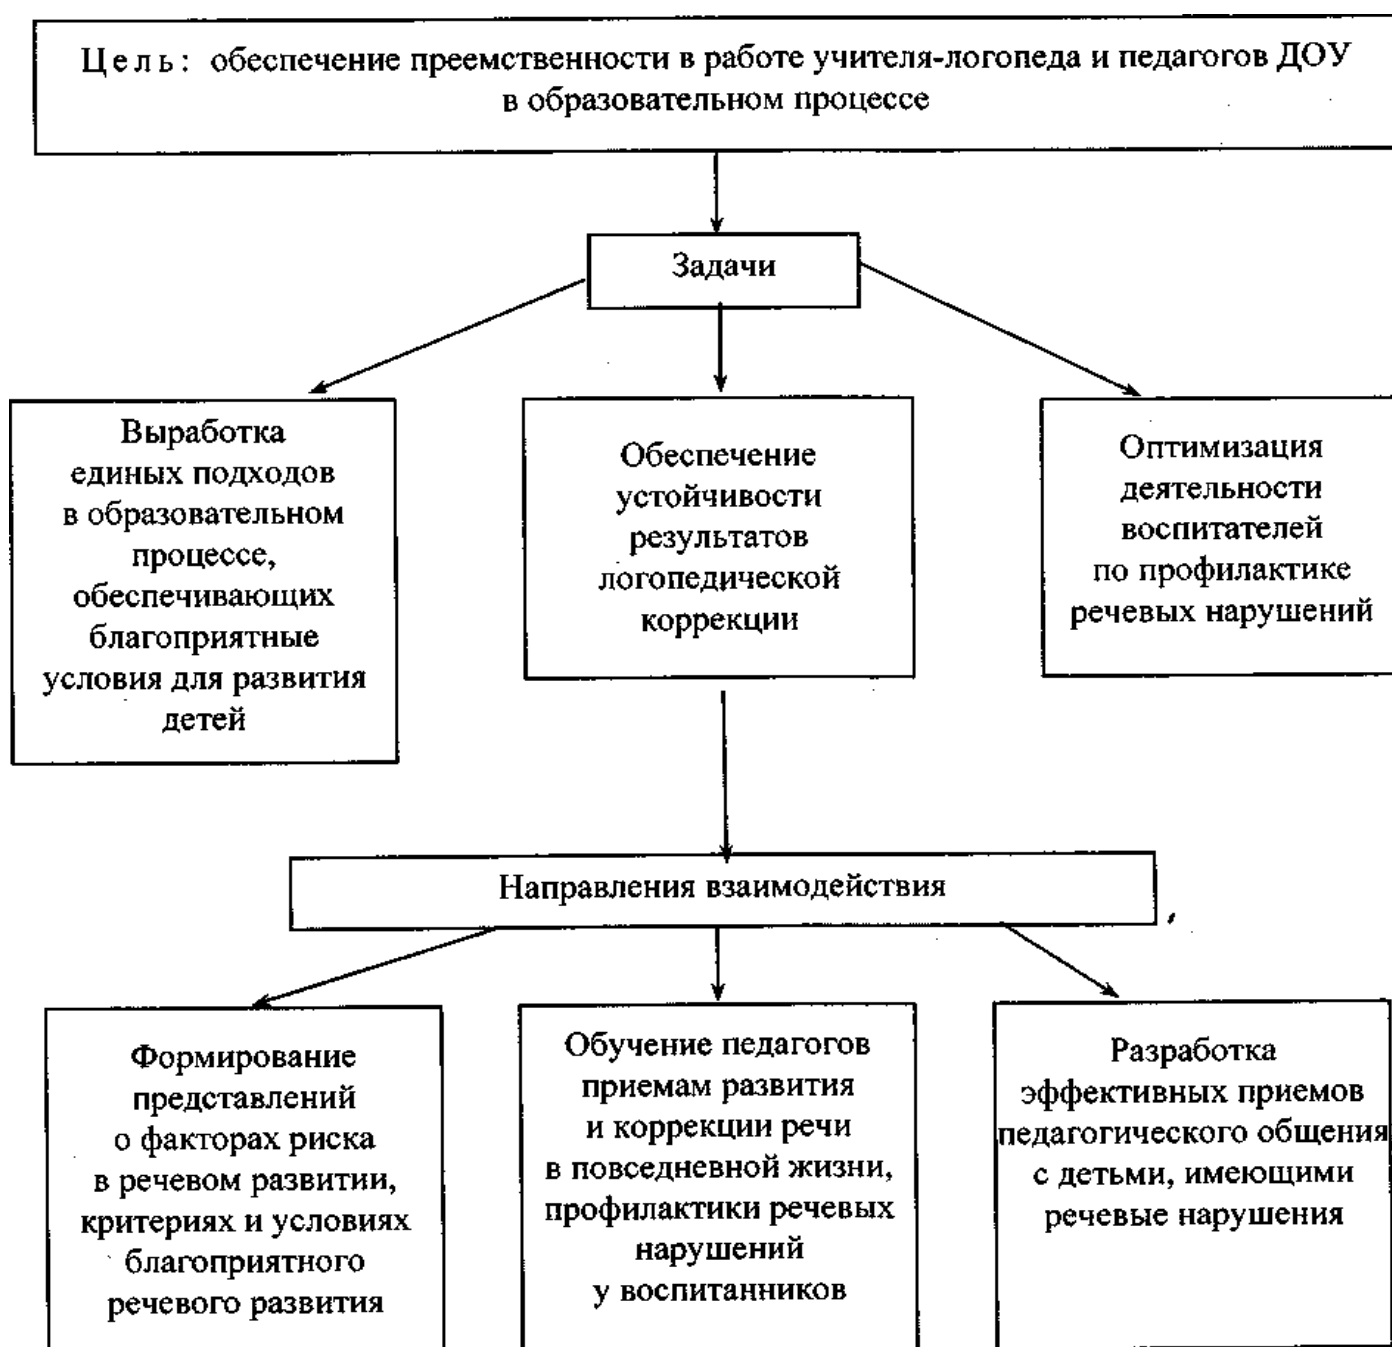 Цель: обеспечение преемственности в работе учителя-логопеда и педагогов ДОУ
в образовательном процессе
Задачи
Выработка
единых подходов
в образовательном
процессе,
обеспечивающих
благоприятные
условия для развития
детей
Обеспечение
устойчивости
результатов
логопедической
коррекции
Оптимизация
деятельности
воспитателей
по профилактике
речевых нарушений
Направления взаимодействия
Формирование
представлений
о факторах риска
в речевом развитии,
критериях и условиях
благоприятного
речевого развития
Обучение педагогов
приемам развития
и коррекции речи
в повседневной жизни,
профилактики речевых
нарушений
у воспитанников
Разработка
эффективных приемов
педагогического общения
с детьми, имеющими
речевые нарушения